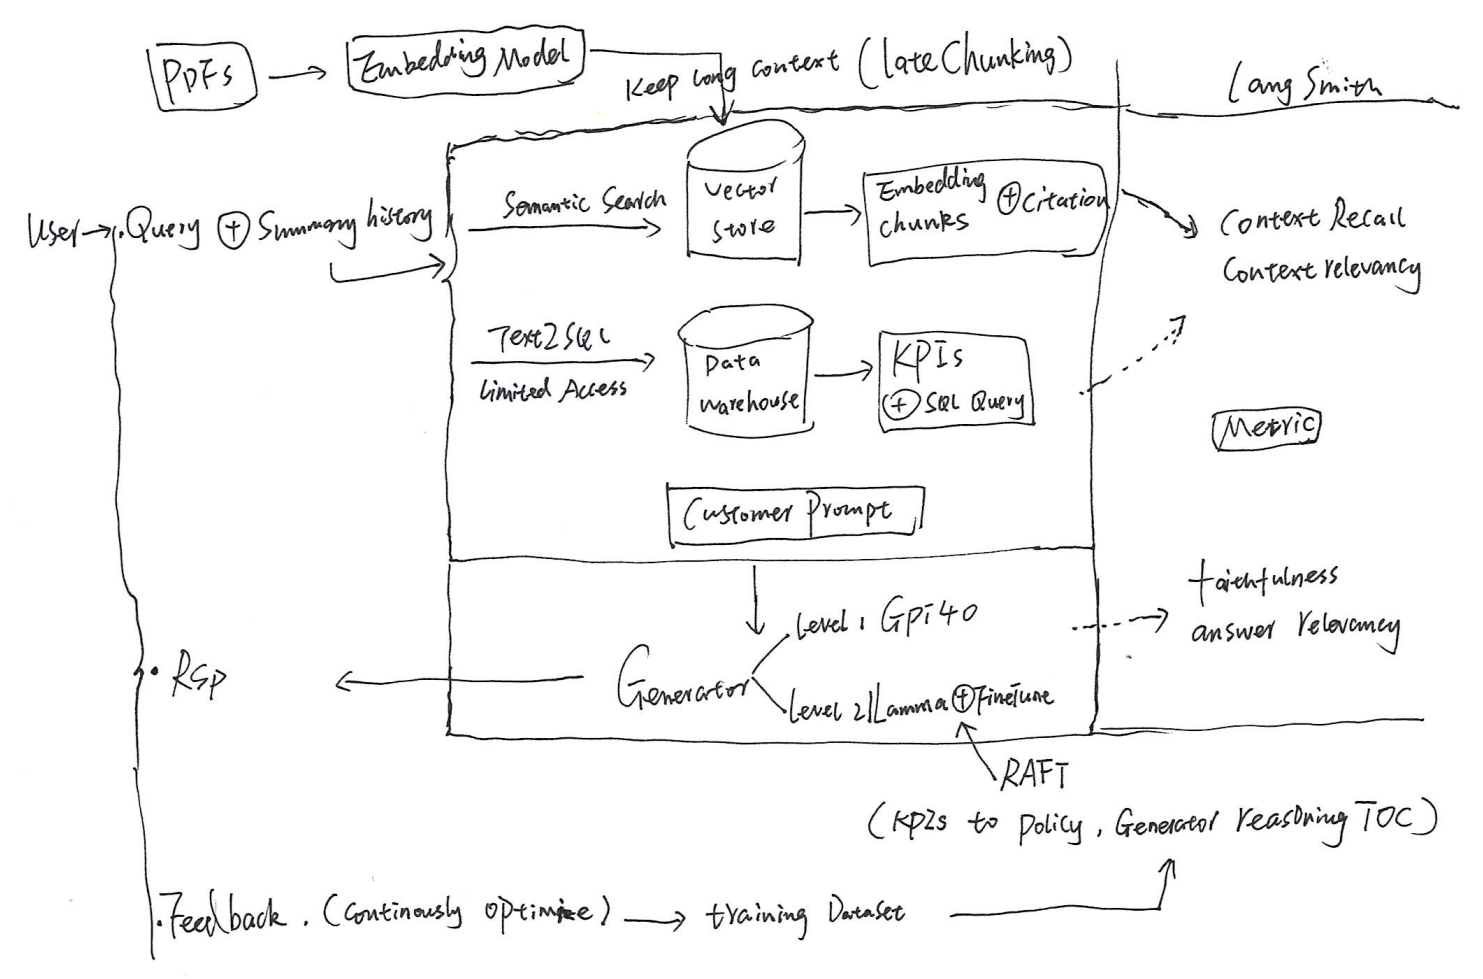 PDFs
Embedding Model
Keep long context (late Chunking)
Lang Smith
User
Query + Summary history
Semantic Search
Vector
store
Embedding
chunks
+ Citation
Context Recall
Context relevancy
Text2SQL
Limited Access
Data
warehouse
KPIs
+ SQL Query
Metric
Customer Prompt
faithfulness
answer relevancy
Level 1 Gpt4o
Generator
Level 2 lLamma + FineTune
RSP
RAFT
(KPIs to policy, Generator reasoning TOC)
Feedback. (Continously optimize)
training Dataset